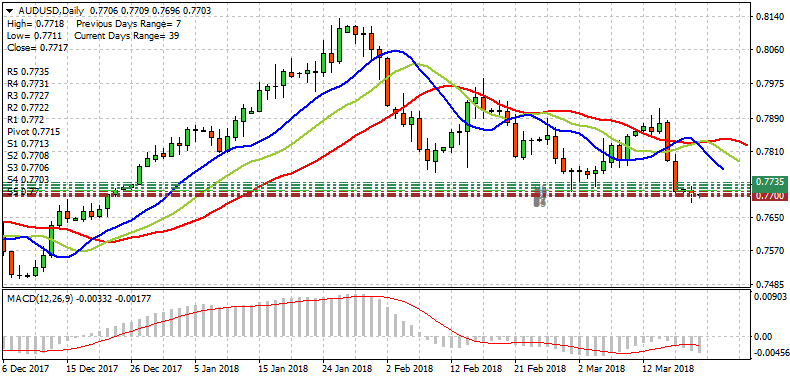 AUDUSD,Daily 0.7706 0.7709 0.7696 0.7703
High= 0.7718 Previous Days Range= 7
Low= 0.7711 Current Days Range= 39
Close= 0.7717
R5 0.7735
R4 0.7731
R3 0.7727
R2 0.7722
R1 0.772
Pivot 0.7715
S1 0.7713
S2 0.7708
S3 0.7706
S4 0.7703
S5 0.77
0.8140
0.8060
0.7975
0.7890
0.7810
0.7735
0.7700
0.7650
0.7570
0.7485
MACD(12,26,9) -0.00332 -0.00177
0.00903
0.00
-0.00456
6 Dec 2017 15 Dec 2017 26 Dec 2017 5 Jan 2018 15 Jan 2018 24 Jan 2018 2 Feb 2018 12 Feb 2018 21 Feb 2018 2 Mar 2018 12 Mar 2018